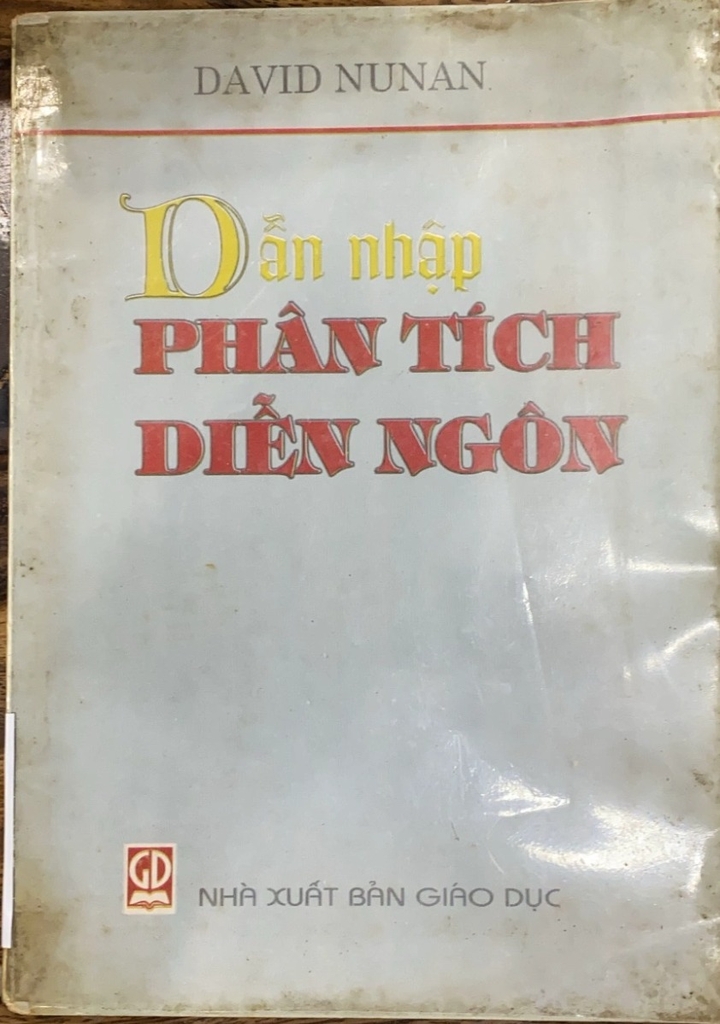 DAVID NUNAN
Dẫn nhập
PHÂN TÍCH
DIỄN NGÔN
GD
NHÀ XUẤT BẢN GIÁO DỤC